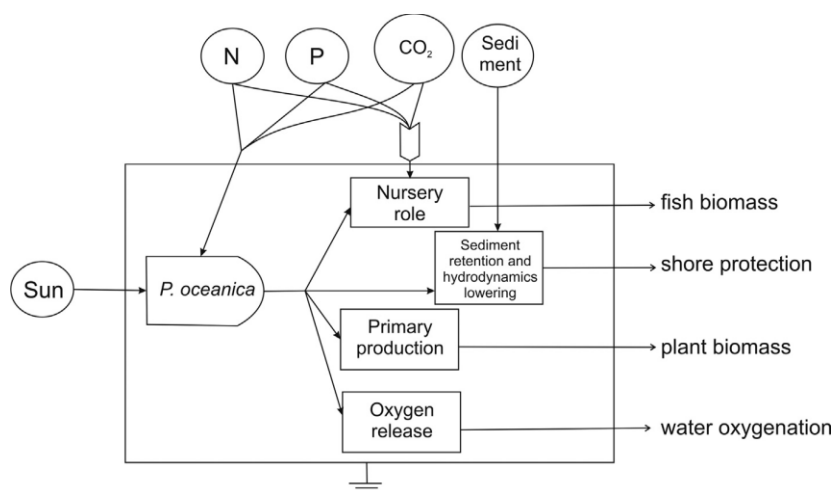 N
P
CO₂
Sedi
ment
Nursery
role
fish biomass
Sediment
retention and
hydrodynamics
lowering
shore protection
Sun
P. oceanica
Primary
production
plant biomass
Oxygen
release
water oxygenation